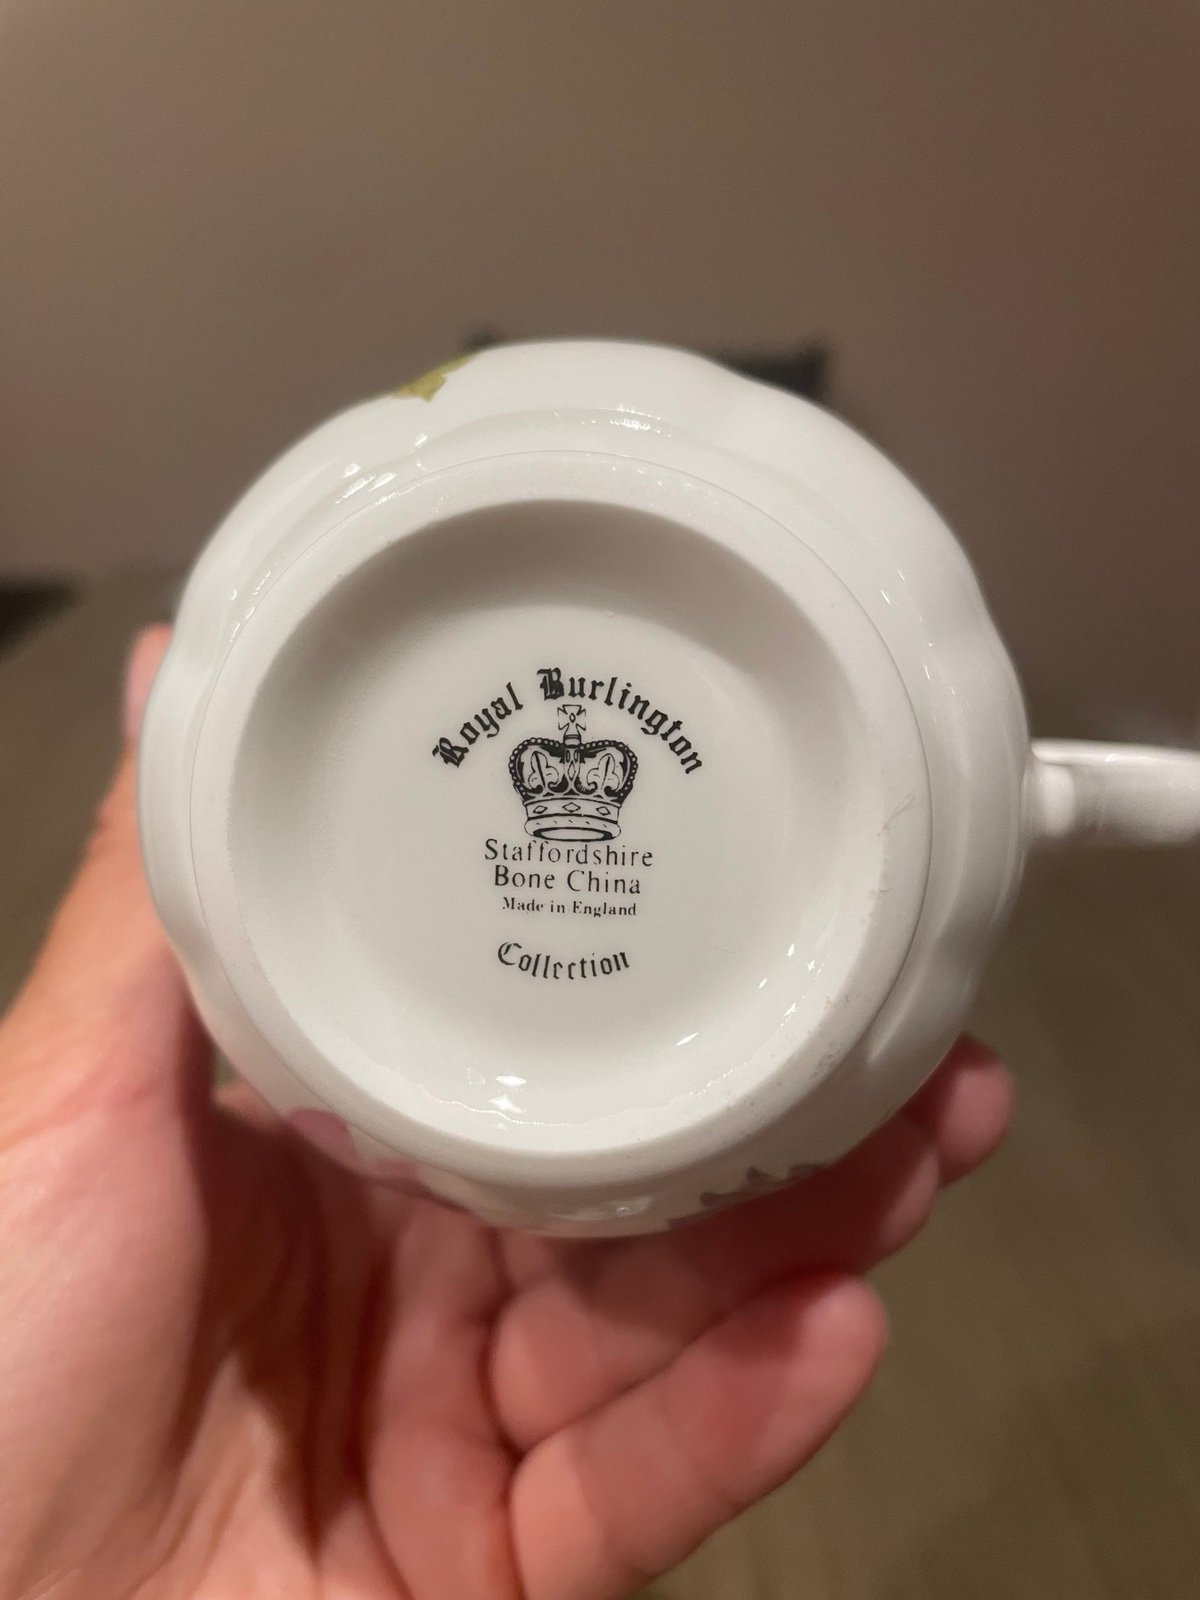 Royal Burlington
Staffordshire
Bone China
Made in England
Collection